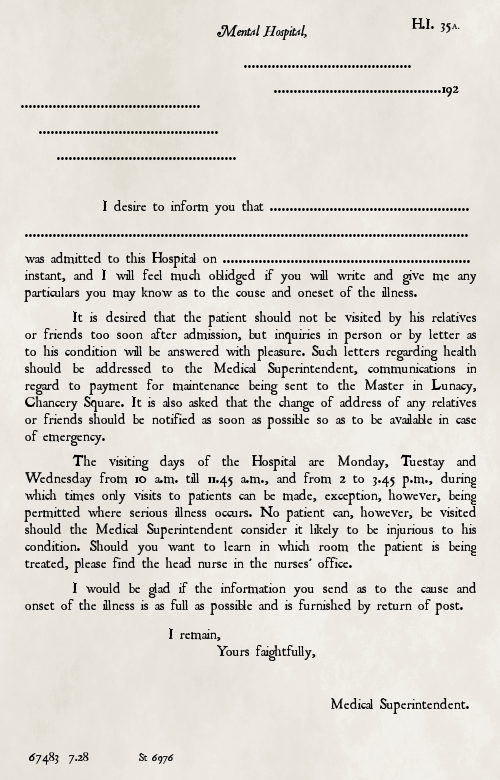 Mental Hospital,
H.I. 35A.
192
I desire to inform you that
was admitted to this Hospital on
instant, and I will feel much oblidged if you will write and give me any
particulars you may know as to the couse and oneset of the illness.
It is desired that the patient should not be visited by his relatives
or friends too soon after admission, but inquiries in person or by letter as
to his condition will be answered with pleasure. Such letters regarding health
should be addressed to the Medical Superintendent, communications in
regard to payment for maintenance being sent to the Master in Lunacy,
Chancery Square. It is also asked that the change of address of any relatives
or friends should be notified as soon as possible so as to be available in case
of emergency.
The visiting days of the Hospital are Monday, Tuestay and
Wednesday from 10 a.m. till 11.45 a.m., and from 2 to 3.45 p.m., during
which times only visits to patients can be made, exception, however, being
permitted where serious illness occurs. No patient can, however, be visited
should the Medical Superintendent consider it likely to be injurious to his
condition. Should you want to learn in which room the patient is being
treated, please find the head nurse in the nurses' office.
I would be glad if the information you send as to the cause and
onset of the illness is as full as possible and is furnished by return of post.
I remain,
Yours faightfully,
Medical Superintendent.
67483 7.28 St 6976